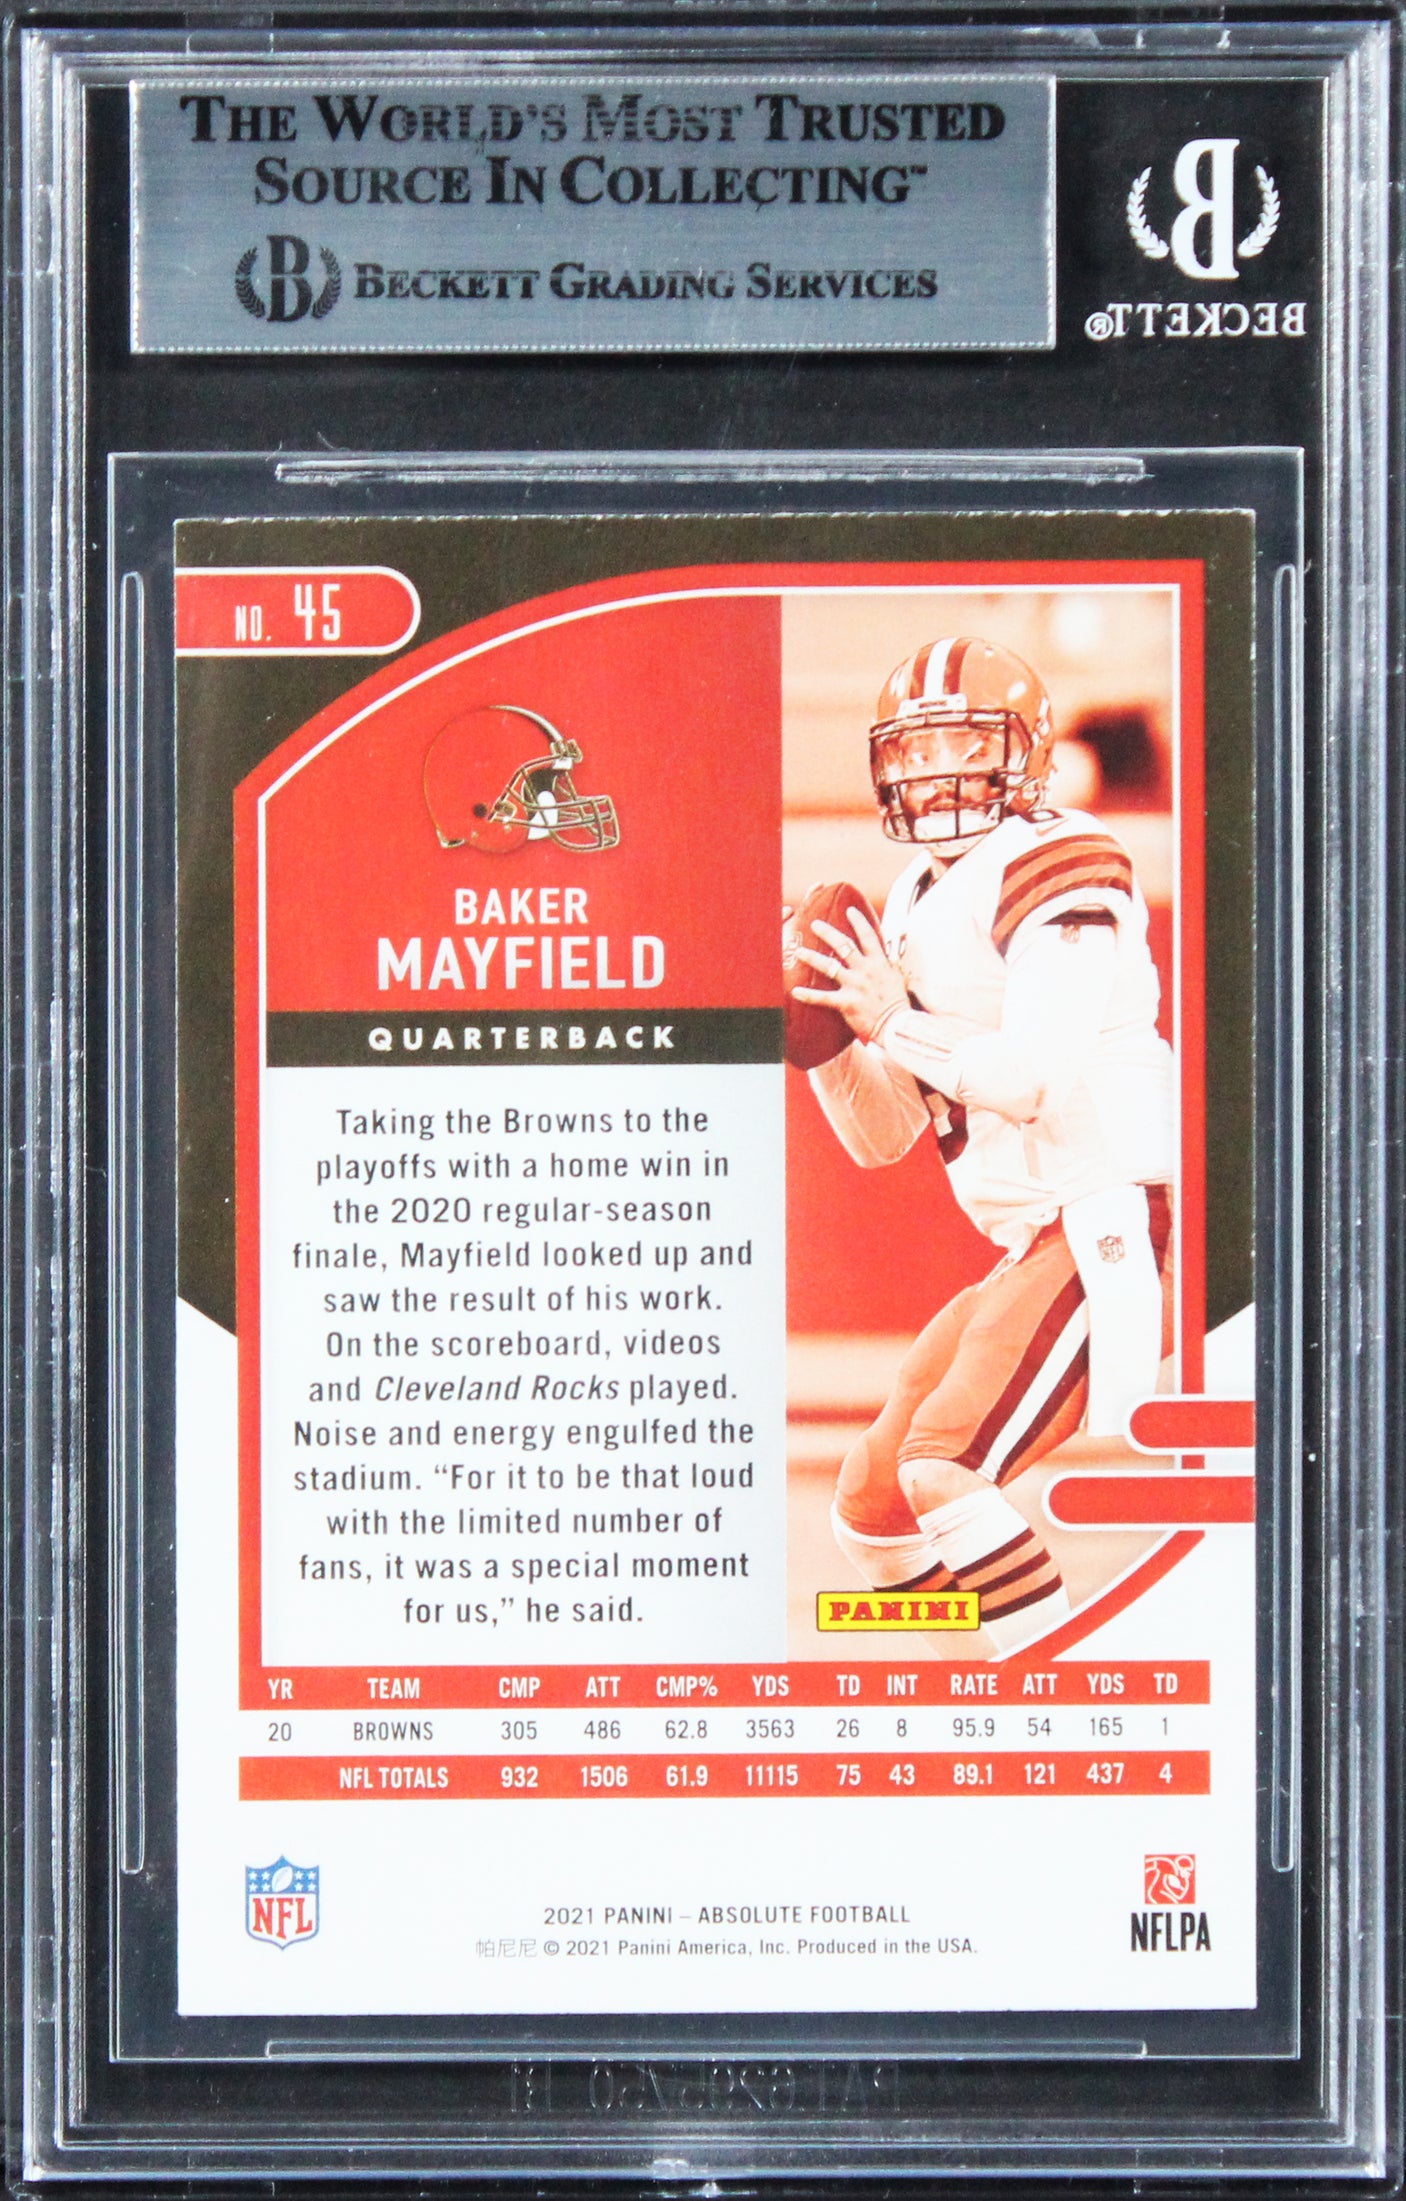 THE WORLD'S MOST TRUSTED
SOURCE IN COLLECTING™
B BECKETT GRADING SERVICES
B
BECKETT®
NO. 45
BAKER
MAYFIELD
QUARTERBACK
Taking the Browns to the
playoffs with a home win in
the 2020 regular-season
finale, Mayfield looked up and
saw the result of his work.
On the scoreboard, videos
and Cleveland Rocks played.
Noise and energy engulfed the
stadium. “For it to be that loud
with the limited number of
fans, it was a special moment
for us,” he said.
PANINI
YR TEAM CMP ATT CMP% YDS TD INT RATE ATT YDS TD
20 BROWNS 305 486 62.8 3563 26 8 95.9 54 165 1
NFL TOTALS 932 1506 61.9 11115 75 43 89.1 121 437 4
NFL
NFLPA
2021 PANINI – ABSOLUTE FOOTBALL
帕尼尼 © 2021 Panini America, Inc. Produced in the USA.